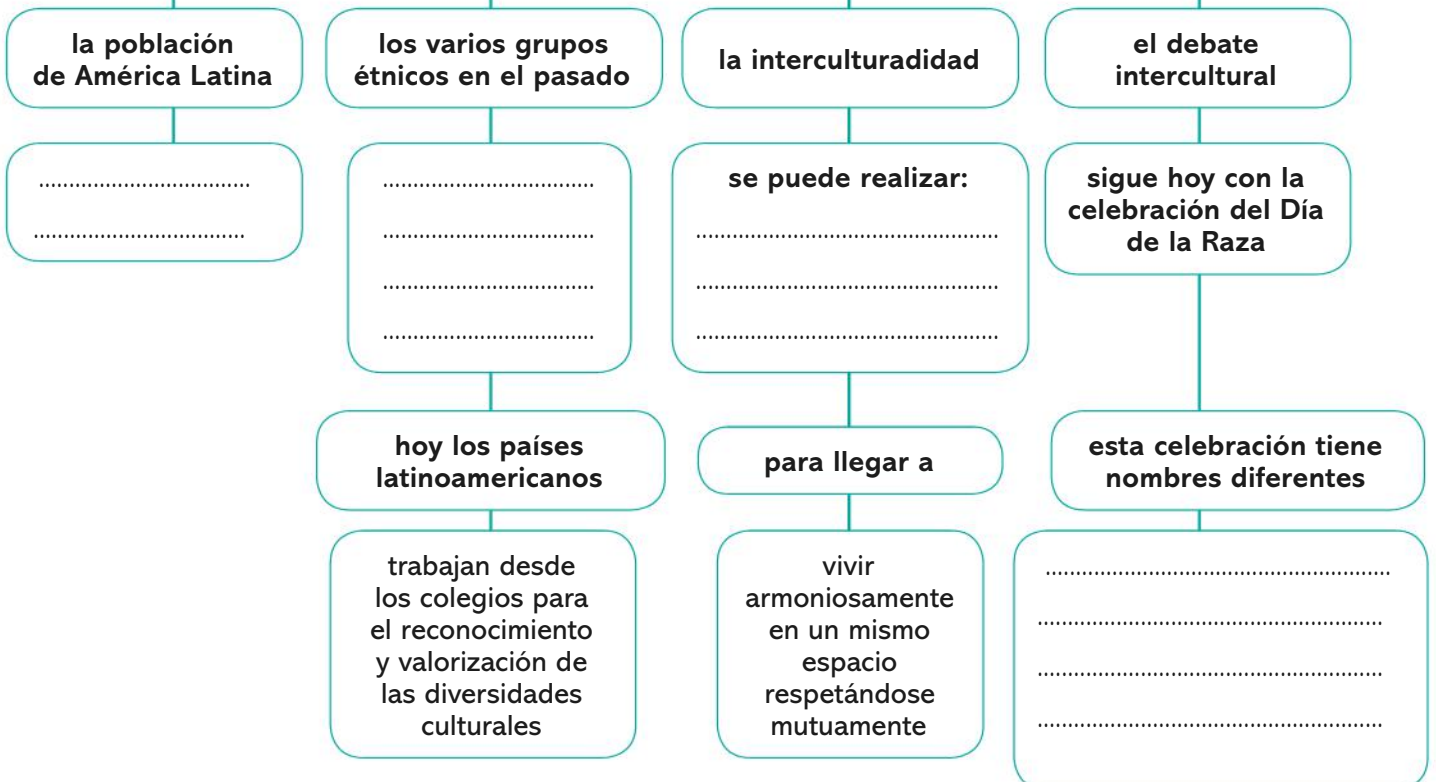 la población
de América Latina
los varios grupos
étnicos en el pasado
la interculturadidad
el debate
intercultural
...................................
...................................
...................................
...................................
...................................
...................................
se puede realizar:
..................................................
..................................................
..................................................
sigue hoy con la
celebración del Día
de la Raza
hoy los países
latinoamericanos
trabajan desde
los colegios para
el reconocimiento
y valorización de
las diversidades
culturales
para llegar a
vivir
armoniosamente
en un mismo
espacio
respetándose
mutuamente
esta celebración tiene
nombres diferentes
.........................................................
.........................................................
.........................................................
.........................................................